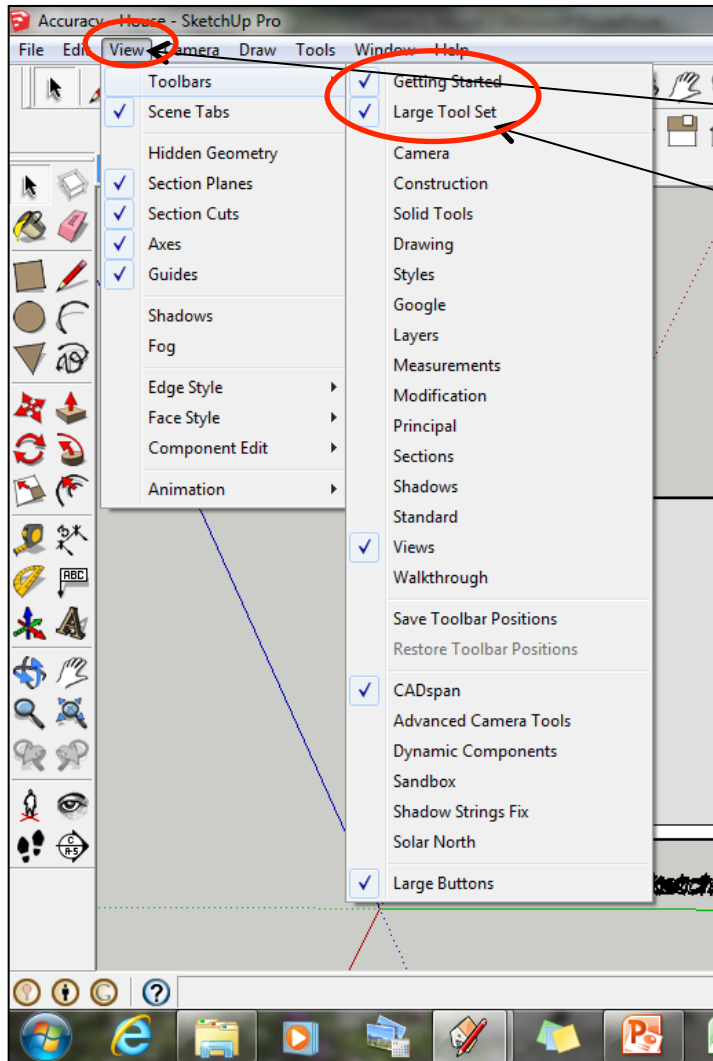 Accuracy - House - SketchUp Pro
File Edit View Camera Draw Tools Window Help
Toolbars
Scene Tabs
Hidden Geometry
Section Planes
Section Cuts
Axes
Guides
Shadows
Fog
Edge Style
Face Style
Component Edit
Animation
Getting Started
Large Tool Set
Camera
Construction
Solid Tools
Drawing
Styles
Google
Layers
Measurements
Modification
Principal
Sections
Shadows
Standard
Views
Walkthrough
Save Toolbar Positions
Restore Toolbar Positions
CADspan
Advanced Camera Tools
Dynamic Components
Sandbox
Shadow Strings Fix
Solar North
Large Buttons
ABC